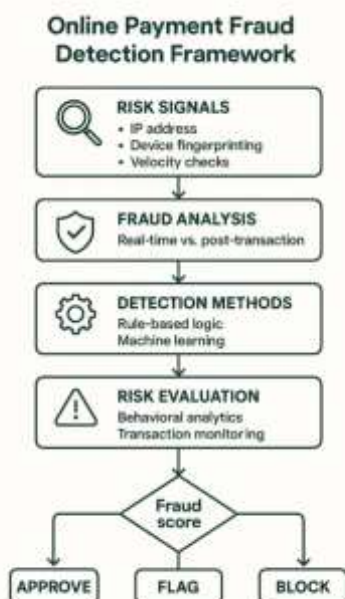 Online Payment Fraud
Detection Framework
RISK SIGNALS
• IP address
• Device fingerprinting
• Velocity checks
FRAUD ANALYSIS
Real-time vs. post-transaction
DETECTION METHODS
Rule-based logic
Machine learning
RISK EVALUATION
Behavioral analytics
Transaction monitoring
Fraud
score
APPROVE
FLAG
BLOCK